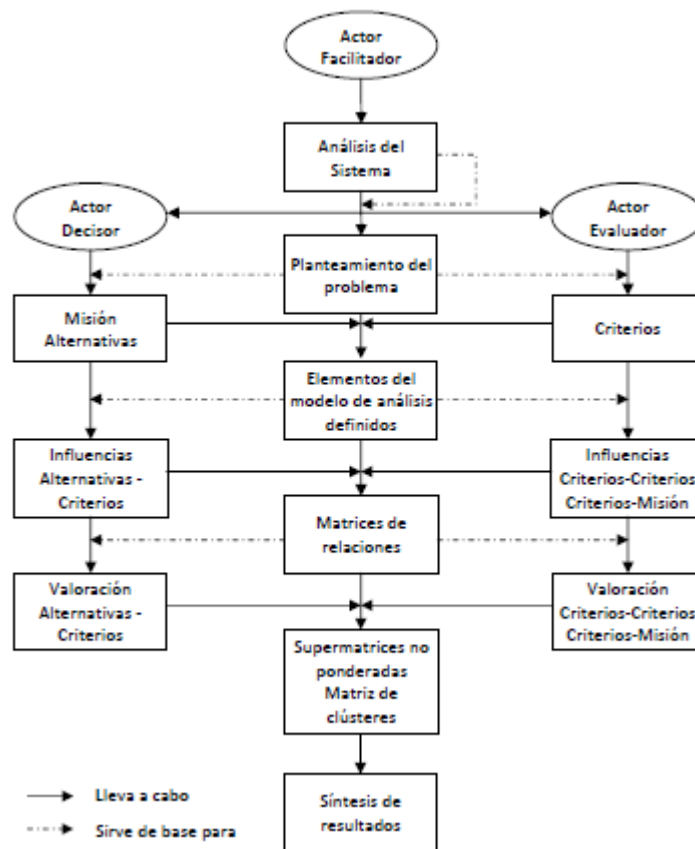 Actor
Facilitador
Análisis del
Sistema
Actor
Decisor
Actor
Evaluador
Planteamiento del
problema
Misión
Alternativas
Criterios
Elementos del
modelo de análisis
definidos
Influencias
Alternativas -
Criterios
Influencias
Criterios-Criterios
Criterios-Misión
Matrices de
relaciones
Valoración
Alternativas -
Criterios
Valoración
Criterios-Criterios
Criterios-Misión
Supermatrices no
ponderadas
Matriz de
clústeres
Síntesis de
resultados
Lleva a cabo
Sirve de base para